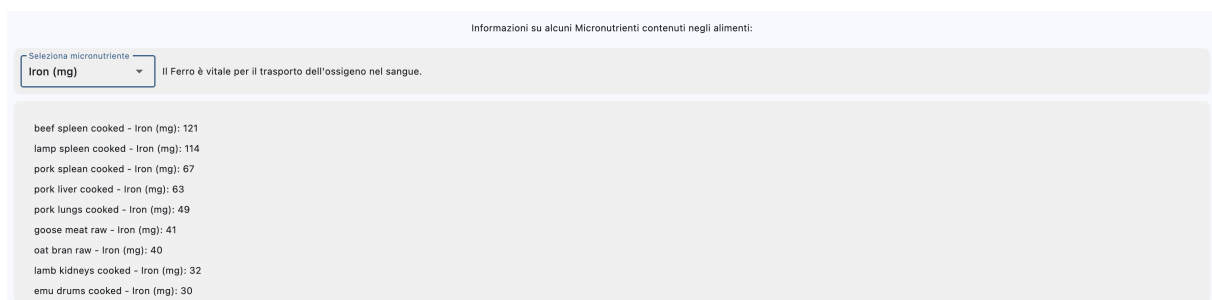 Informazioni su alcuni Micronutrienti contenuti negli alimenti:
Seleziona micronutriente
Iron (mg)
Il Ferro è vitale per il trasporto dell'ossigeno nel sangue.
beef spleen cooked - Iron (mg): 121
lamp spleen cooked - Iron (mg): 114
pork splean cooked - Iron (mg): 67
pork liver cooked - Iron (mg): 63
pork lungs cooked - Iron (mg): 49
goose meat raw - Iron (mg): 41
oat bran raw - Iron (mg): 40
lamb kidneys cooked - Iron (mg): 32
emu drums cooked - Iron (mg): 30